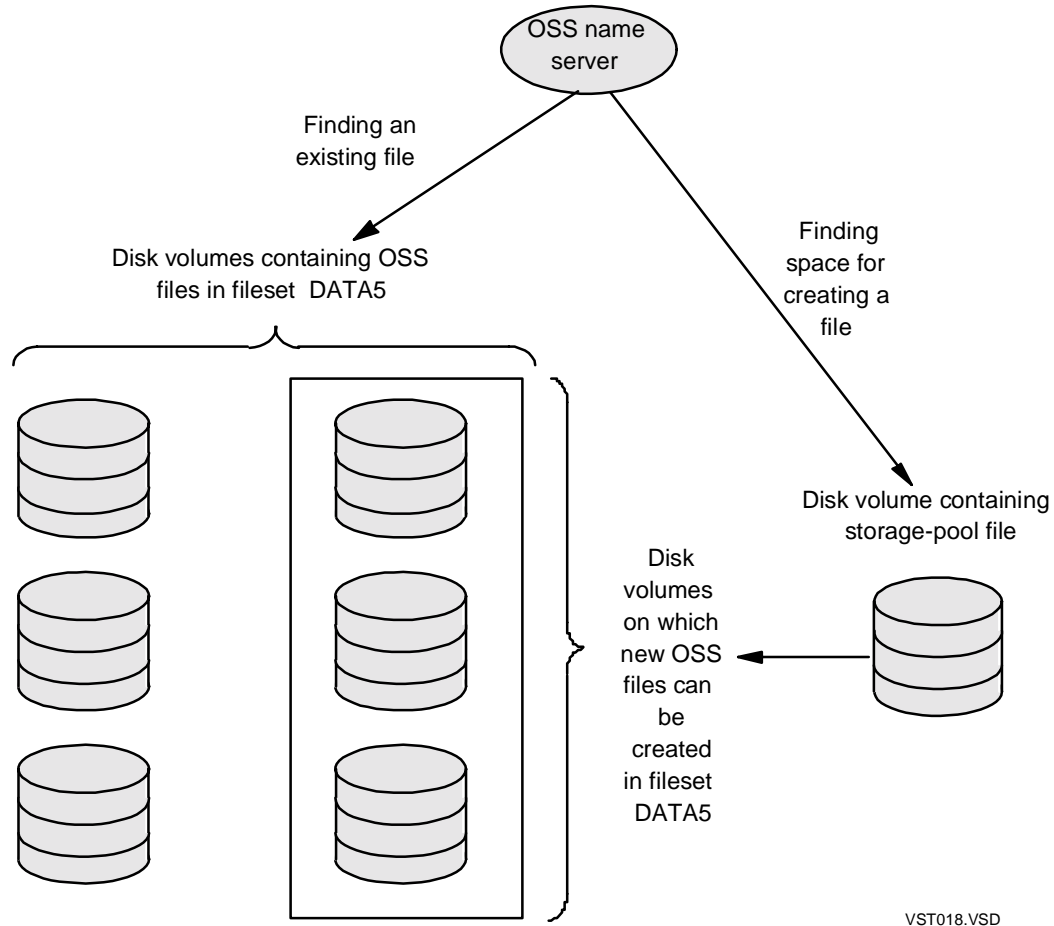 OSS name
server
Finding an
existing file
Finding
space for
creating a
file
Disk volumes containing OSS
files in fileset DATA5
Disk volume containing
storage-pool file
Disk
volumes
on which
new OSS
files can
be
created
in fileset
DATA5
VST018.VSD